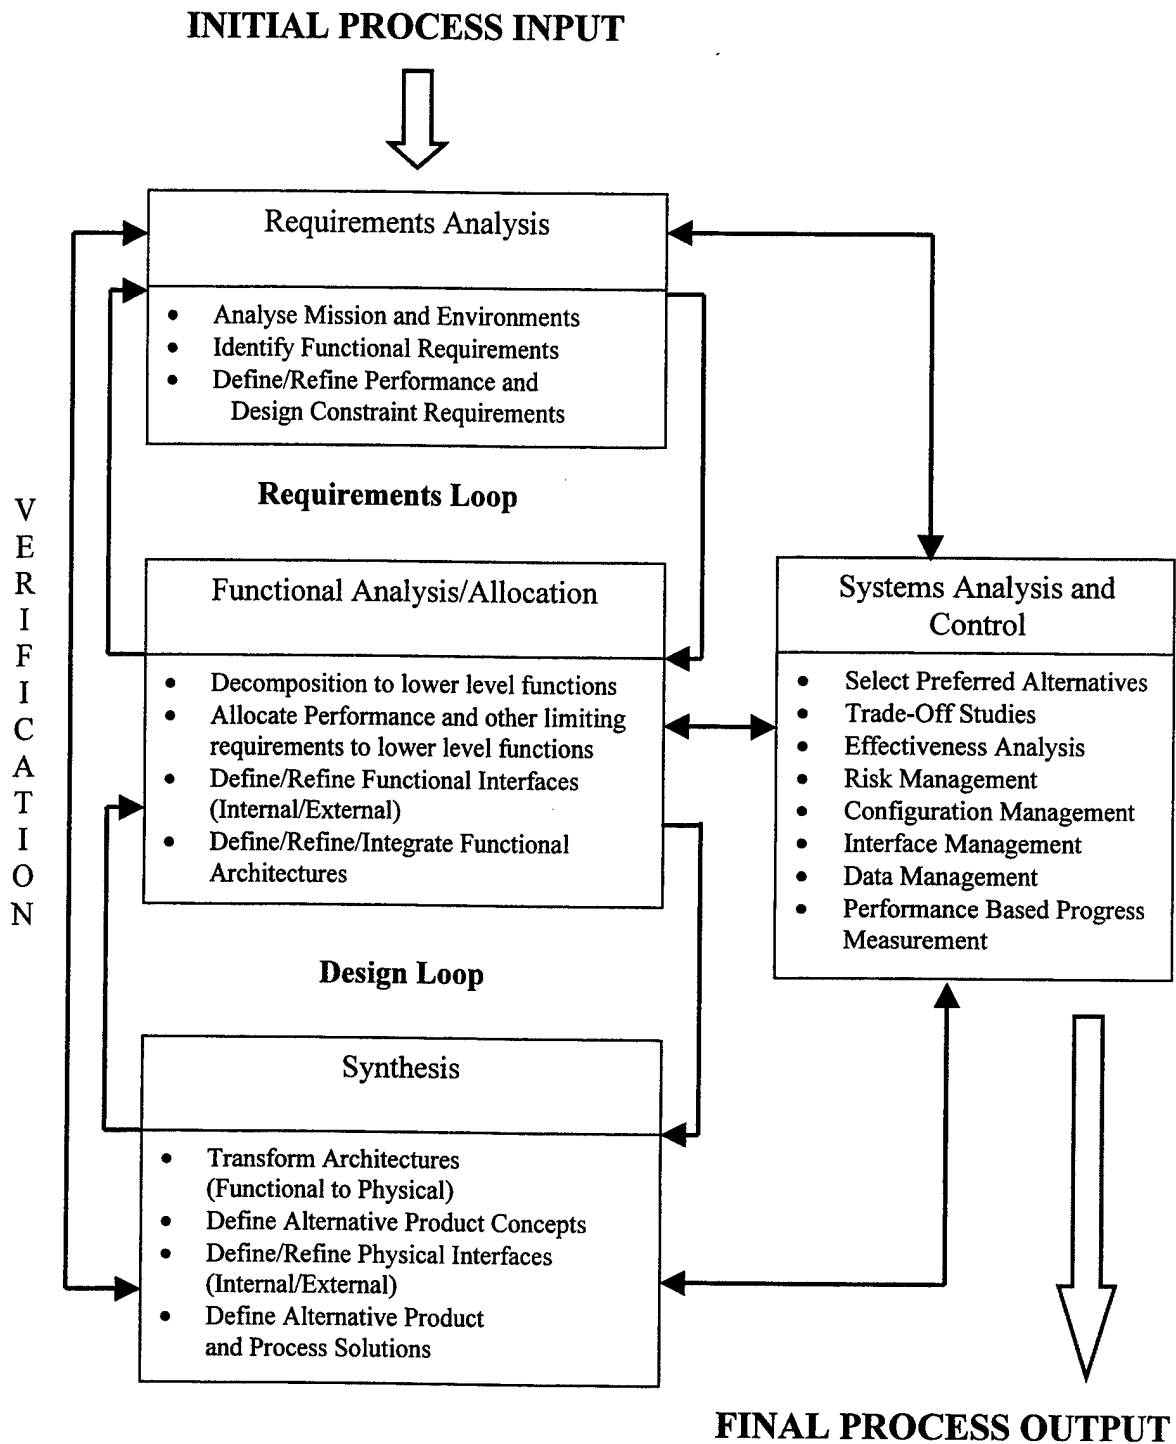 INITIAL PROCESS INPUT
Requirements Analysis
• Analyse Mission and Environments
• Identify Functional Requirements
• Define/Refine Performance and
Design Constraint Requirements
Requirements Loop
VERIFICATION
Functional Analysis/Allocation
• Decomposition to lower level functions
• Allocate Performance and other limiting
requirements to lower level functions
• Define/Refine Functional Interfaces
(Internal/External)
• Define/Refine/Integrate Functional
Architectures
Systems Analysis and
Control
• Select Preferred Alternatives
• Trade-Off Studies
• Effectiveness Analysis
• Risk Management
• Configuration Management
• Interface Management
• Data Management
• Performance Based Progress
Measurement
Design Loop
Synthesis
• Transform Architectures
(Functional to Physical)
• Define Alternative Product Concepts
• Define/Refine Physical Interfaces
(Internal/External)
• Define Alternative Product
and Process Solutions
FINAL PROCESS OUTPUT